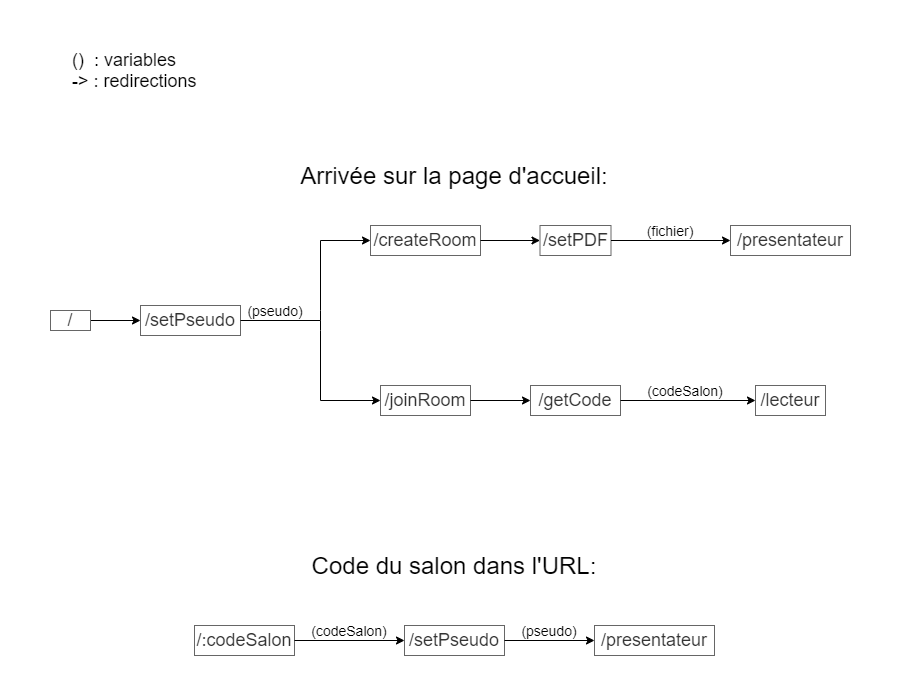 () : variables
-> : redirections
Arrivée sur la page d'accueil:
/createRoom
/setPDF
(fichier)
/presentateur
/
/setPseudo
(pseudo)
/joinRoom
/getCode
(codeSalon)
/lecteur
Code du salon dans l'URL:
/:codeSalon
(codeSalon)
/setPseudo
(pseudo)
/presentateur